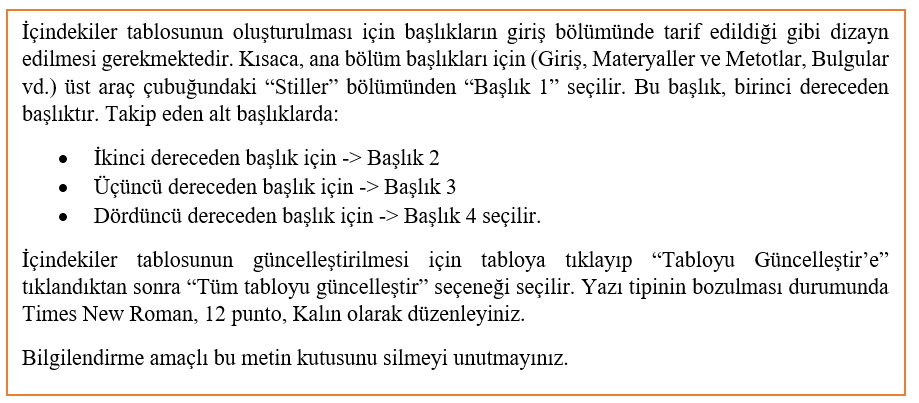 İçindekiler tablosunun oluşturulması için başlıkların giriş bölümünde tarif edildiği gibi dizayn
edilmesi gerekmektedir. Kısaca, ana bölüm başlıkları için (Giriş, Materyaller ve Metotlar, Bulgular
vd.) üst araç çubuğundaki “Stiller” bölümünden “Başlık 1” seçilir. Bu başlık, birinci dereceden
başlıktır. Takip eden alt başlıklarda:
• İkinci dereceden başlık için -> Başlık 2
• Üçüncü dereceden başlık için -> Başlık 3
• Dördüncü dereceden başlık için -> Başlık 4 seçilir.
İçindekiler tablosunun güncelleştirilmesi için tabloya tıklayıp “Tabloyu Güncelleştir’e”
tıklandıktan sonra “Tüm tabloyu güncelleştir” seçeneği seçilir. Yazı tipinin bozulması durumunda
Times New Roman, 12 punto, Kalın olarak düzenleyiniz.
Bilgilendirme amaçlı bu metin kutusunu silmeyi unutmayınız.